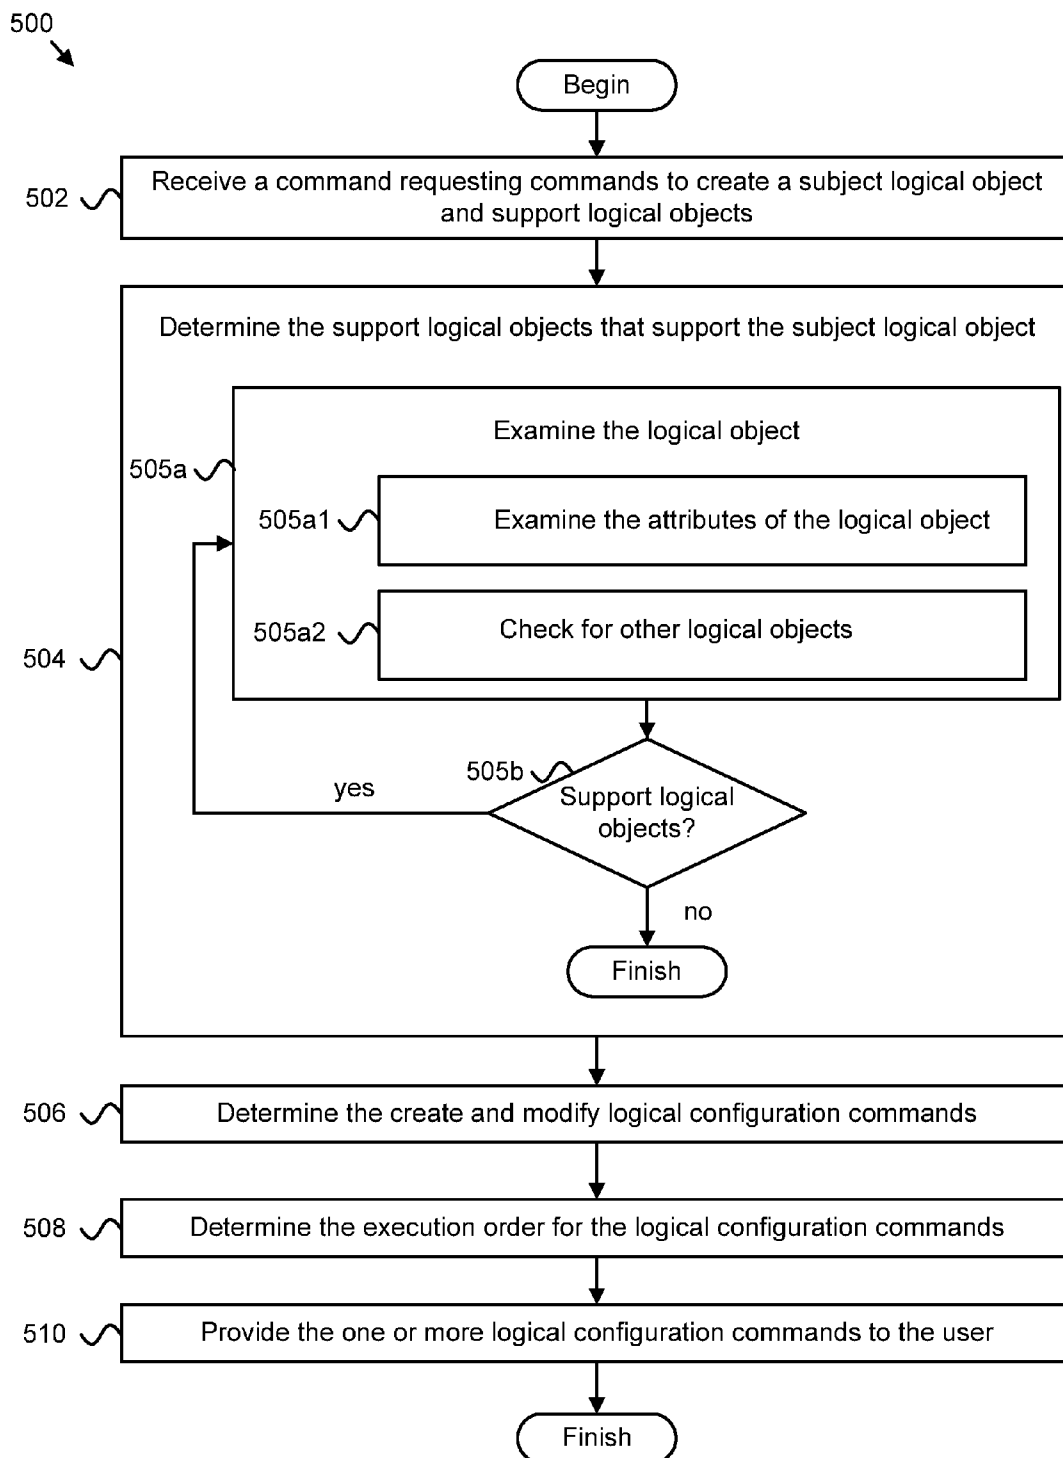 500
Begin
502
Receive a command requesting commands to create a subject logical object
and support logical objects
Determine the support logical objects that support the subject logical object
505a
Examine the logical object
505a1
Examine the attributes of the logical object
505a2
Check for other logical objects
504
505b
yes
Support logical
objects?
no
Finish
506
Determine the create and modify logical configuration commands
508
Determine the execution order for the logical configuration commands
510
Provide the one or more logical configuration commands to the user
Finish